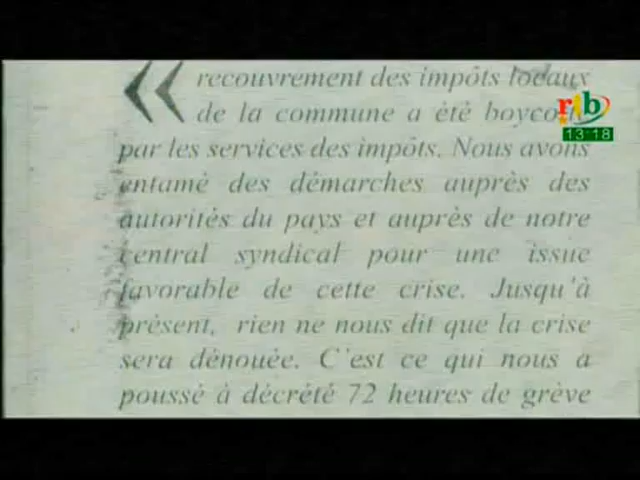 « recouvrement des impôts locaux
de la commune a été boycotté
par les services des impôts. Nous avons
entamé des démarches auprès des
autorités du pays et auprès de notre
central syndical pour une issue
favorable de cette crise. Jusqu'à
présent, rien ne nous dit que la crise
sera dénouée. C'est ce qui nous a
poussé à décrété 72 heures de grève
rtb
13:18